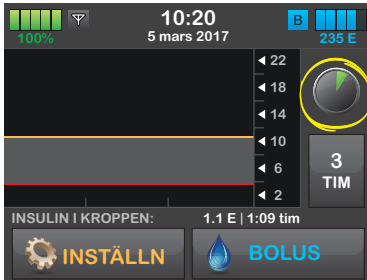 10:20
B
100%
5 mars 2017
235 E
22
18
14
10
6
2
3
TIM
INSULIN I KROPPEN: 1.1 E | 1:09 tim
INSTÄLLN
BOLUS